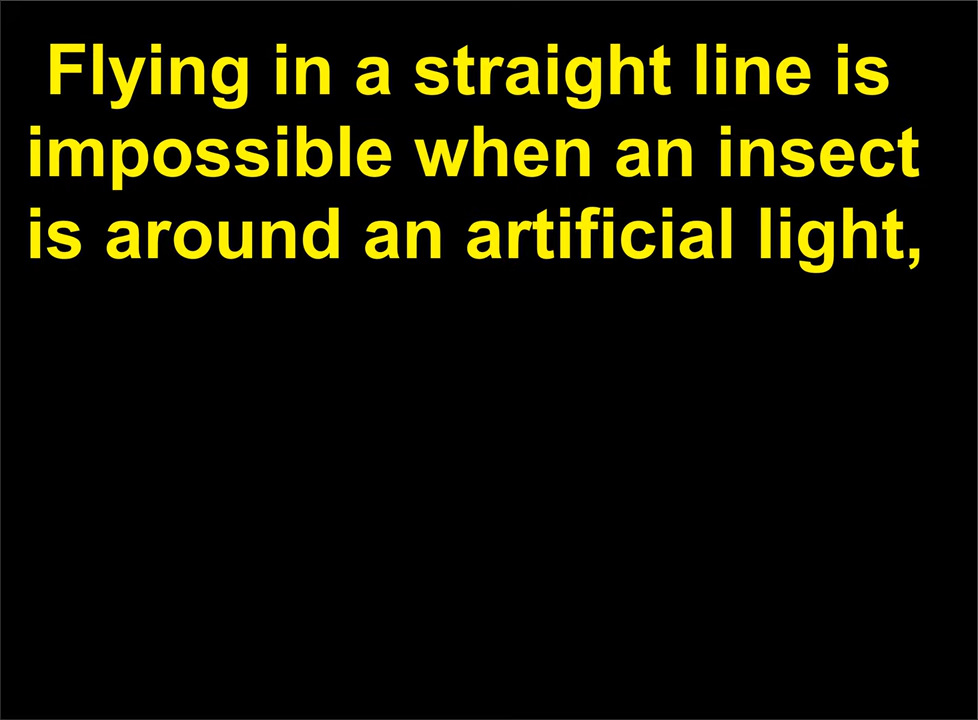 Flying in a straight line is
impossible when an insect
is around an artificial light,